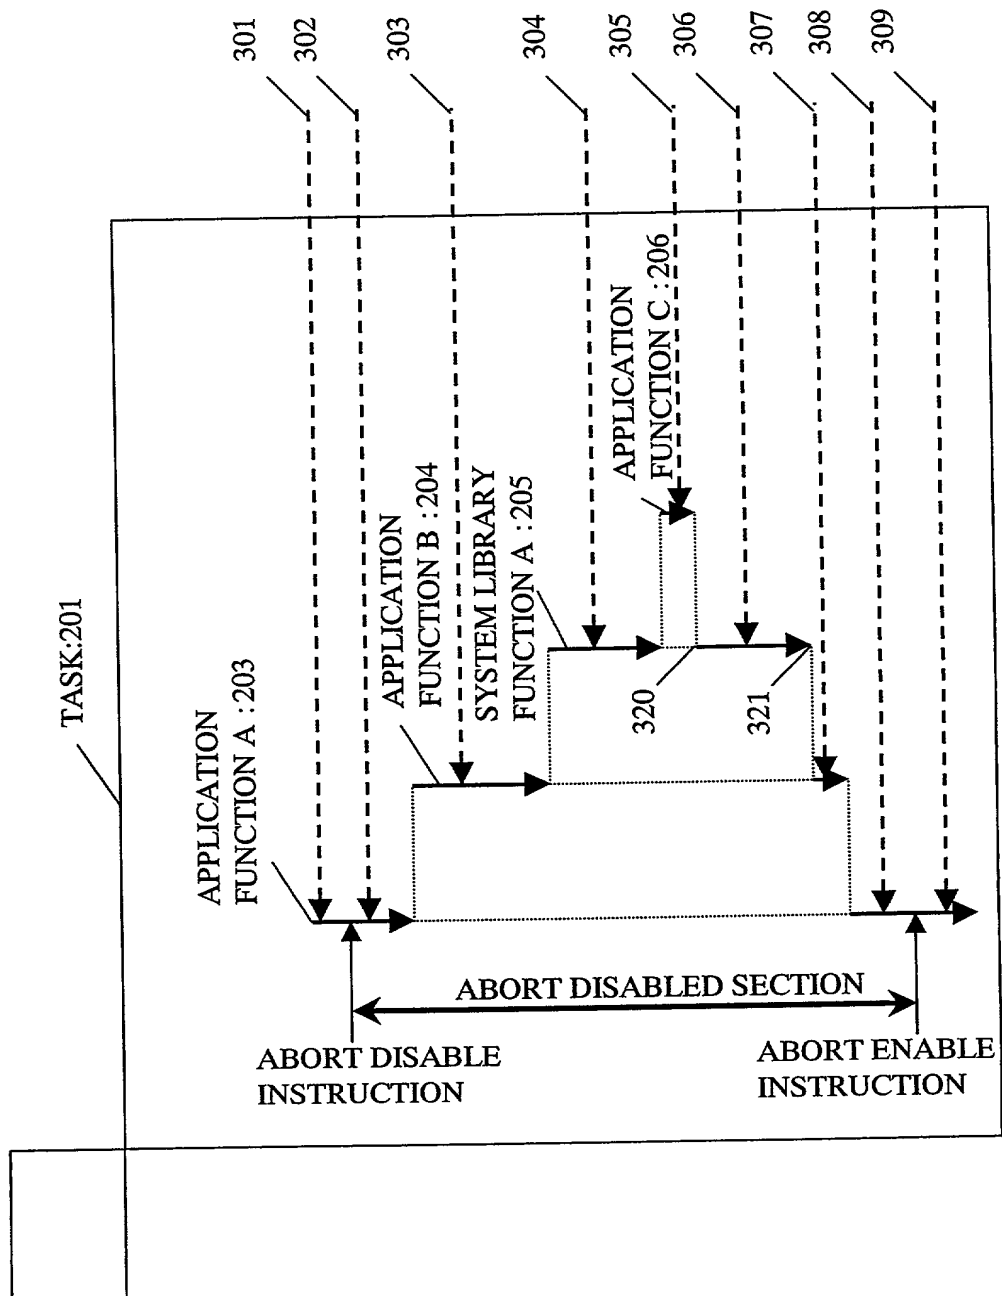 TASK:201
301
302
303
304
305
306
307
308
309
APPLICATION
FUNCTION A :203
APPLICATION
FUNCTION B :204
SYSTEM LIBRARY
FUNCTION A :205
APPLICATION
FUNCTION C :206
320
321
ABORT DISABLED SECTION
ABORT DISABLE
INSTRUCTION
ABORT ENABLE
INSTRUCTION